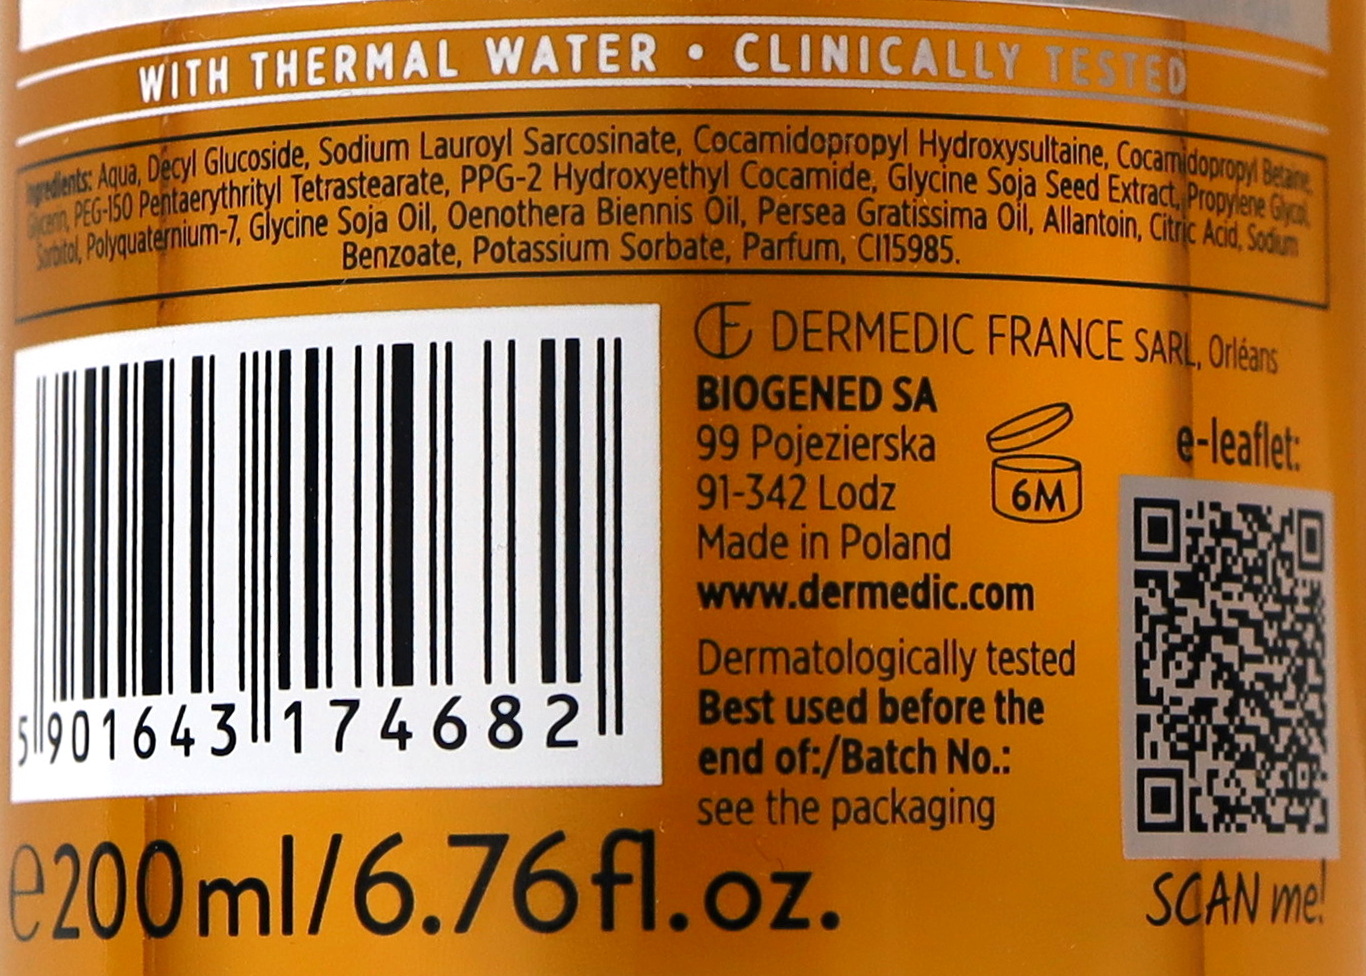 WITH THERMAL WATER • CLINICALLY TESTED
Ingredients: Aqua, Decyl Glucoside, Sodium Lauroyl Sarcosinate, Cocamidopropyl Hydroxysultaine, Cocamidopropyl Betaine,
Glycerin, PEG-150 Pentaerythrityl Tetrastearate, PPG-2 Hydroxyethyl Cocamide, Glycine Soja Seed Extract, Propylene Glycol,
Sorbitol, Polyquaternium-7, Glycine Soja Oil, Oenothera Biennis Oil, Persea Gratissima Oil, Allantoin, Citric Acid, Sodium
Benzoate, Potassium Sorbate, Parfum, CI15985.
DERMEDIC FRANCE SARL, Orléans
BIOGENED SA
99 Pojezierska
91-342 Lodz
Made in Poland
www.dermedic.com
6M
e-leaflet:
Dermatologically tested
Best used before the
end of:/Batch No.:
see the packaging
SCAN me!
5 901643 174682
e200ml/6.76fl.oz.